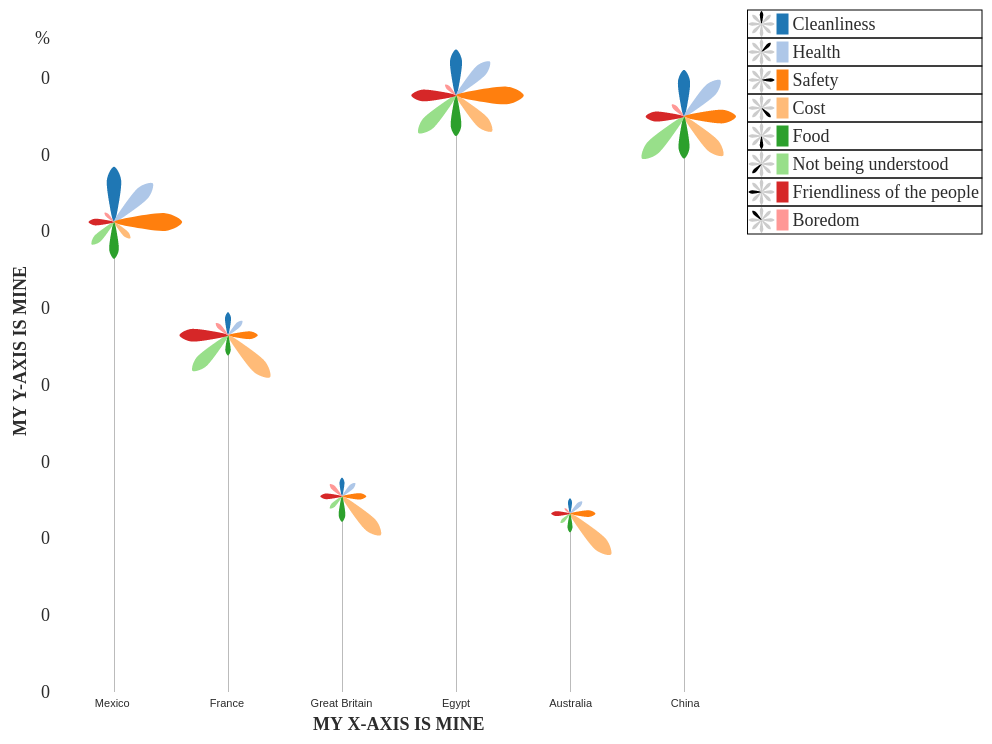 %
0
0
0
0
0
0
0
0
0
MY Y-AXIS IS MINE
Mexico
France
Great Britain
Egypt
Australia
China
MY X-AXIS IS MINE
Cleanliness
Health
Safety
Cost
Food
Not being understood
Friendliness of the people
Boredom